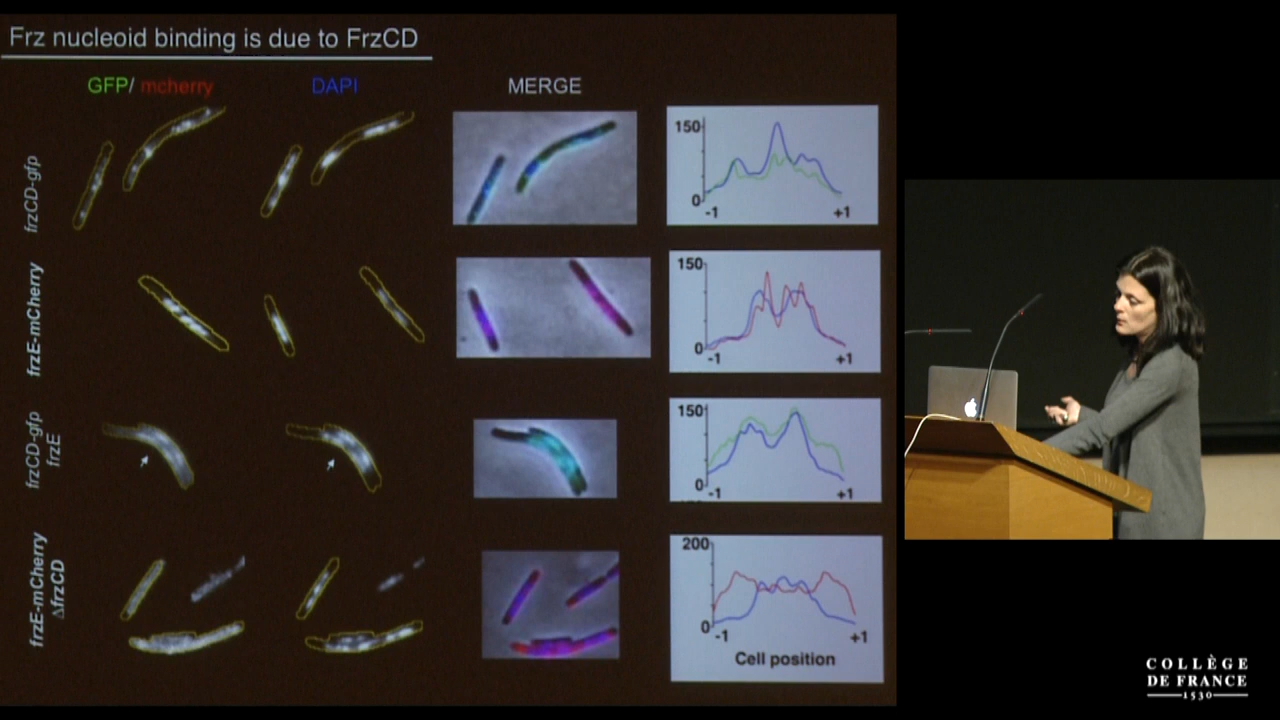 Frz nucleoid binding is due to FrzCD
GFP/ mcherry
DAPI
MERGE
frzCD-gfp
150
0
-1
+1
frzE-mCherry
150
0
-1
+1
frzCD-gfp
frzE
150
0
-1
+1
frzE-mCherry
ΔfrzCD
200
0
-1
+1
Cell position
COLLÈGE
DE FRANCE
1530